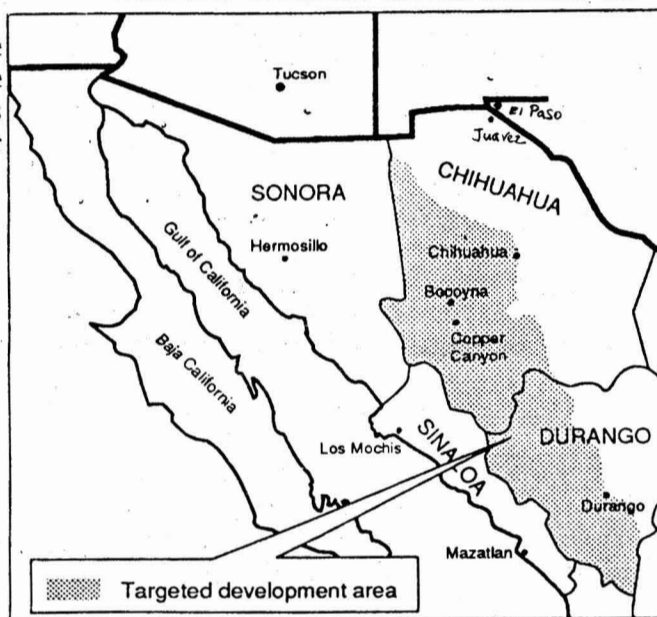 Tucson
El Paso
Juávez
SONORA
CHIHUAHUA
Gulf of California
Hermosillo
Chihuahua
Bocoyna
Copper
Canyon
Baja California
SINALOA
DURANGO
Los Mochis
Durango
Mazatlan
Targeted development area